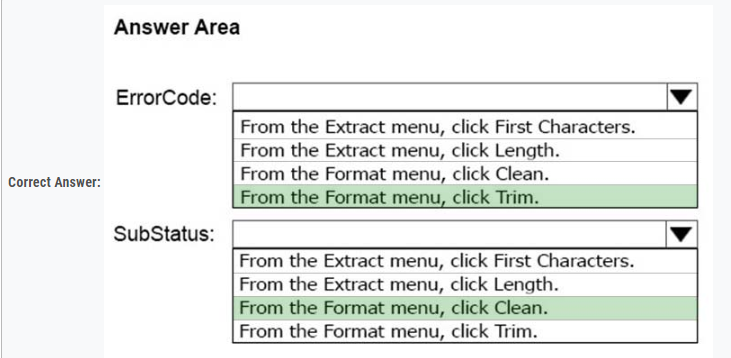 Answer Area
ErrorCode:
From the Extract menu, click First Characters.
From the Extract menu, click Length.
From the Format menu, click Clean.
Correct Answer:
From the Format menu, click Trim.
SubStatus:
From the Extract menu, click First Characters.
From the Extract menu, click Length.
From the Format menu, click Clean.
From the Format menu, click Trim.